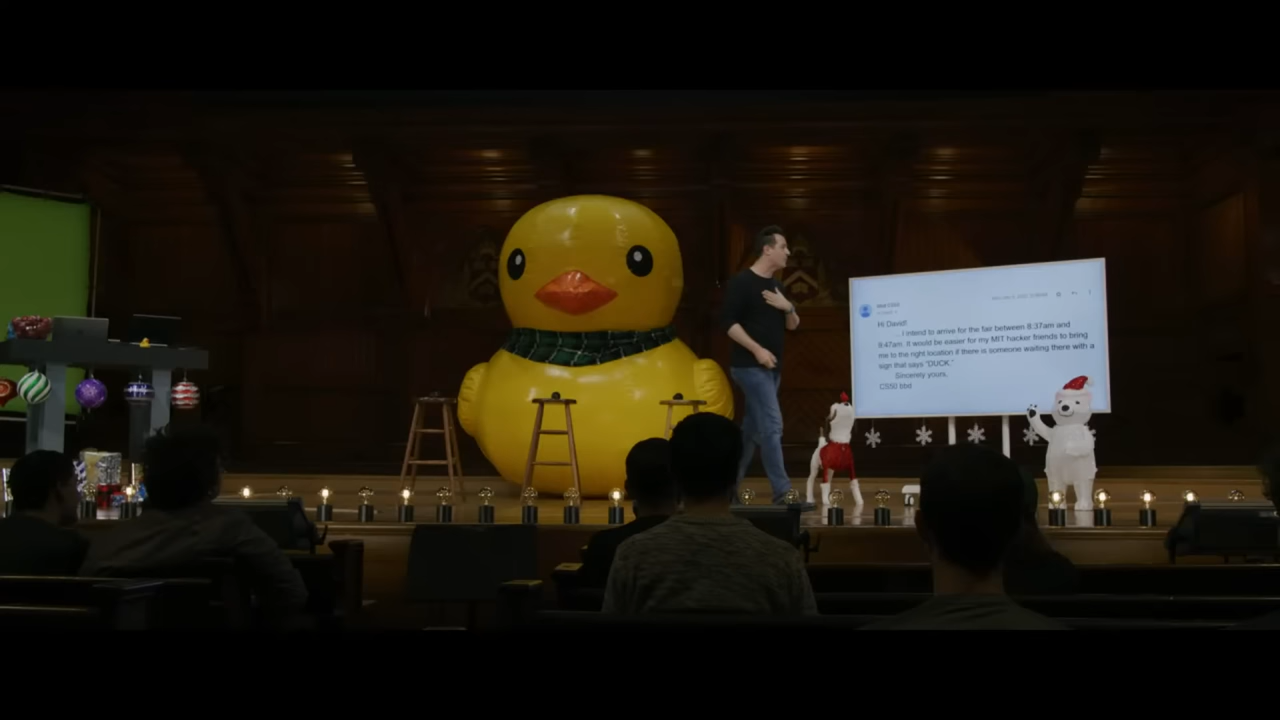 Hi David!
... I intend to arrive for the fair between 8:37am and
8:47am. It would be easier for my MIT hacker friends to bring
me to the right location if there is someone waiting there with a
sign that says "DUCK."
Sincerely yours,
CS50 bbd